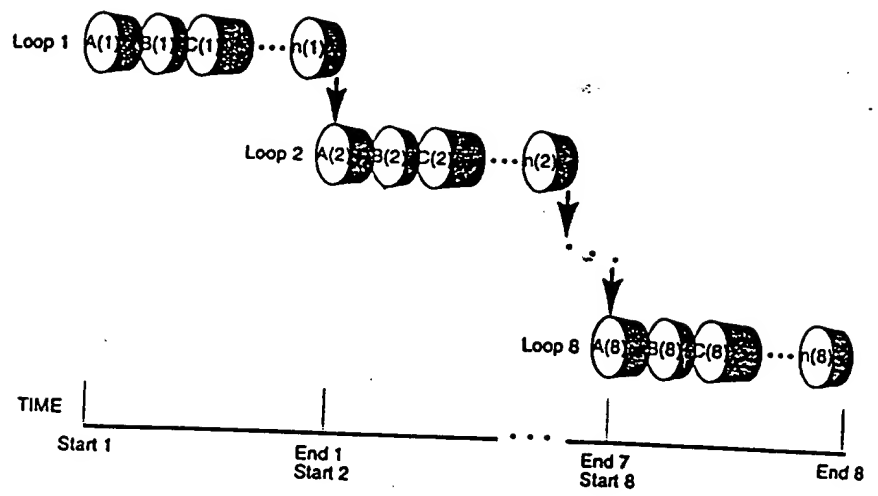 Loop 1 A(1) B(1) C(1) ... n(1)
Loop 2 A(2) B(2) C(2) ... n(2)
Loop 8 A(8) B(8) C(8) ... n(8)
TIME
Start 1
End 1
Start 2
...
End 7
Start 8
End 8